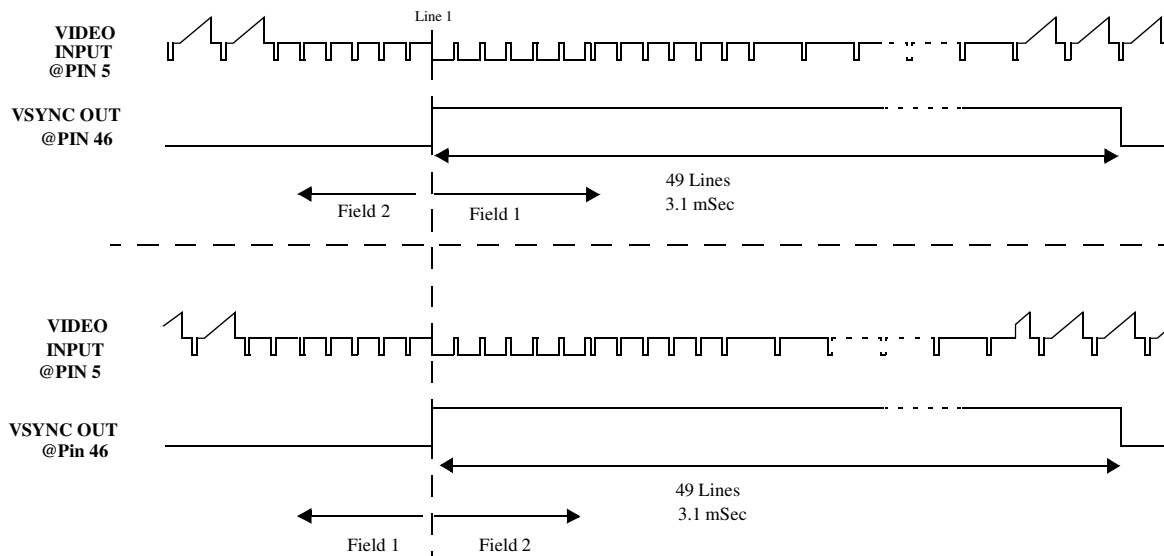 Line 1
VIDEO
INPUT
@PIN 5
VSYNC OUT
@PIN 46
49 Lines
3.1 mSec
Field 2
Field 1
VIDEO
INPUT
@PIN 5
VSYNC OUT
@Pin 46
49 Lines
3.1 mSec
Field 1
Field 2